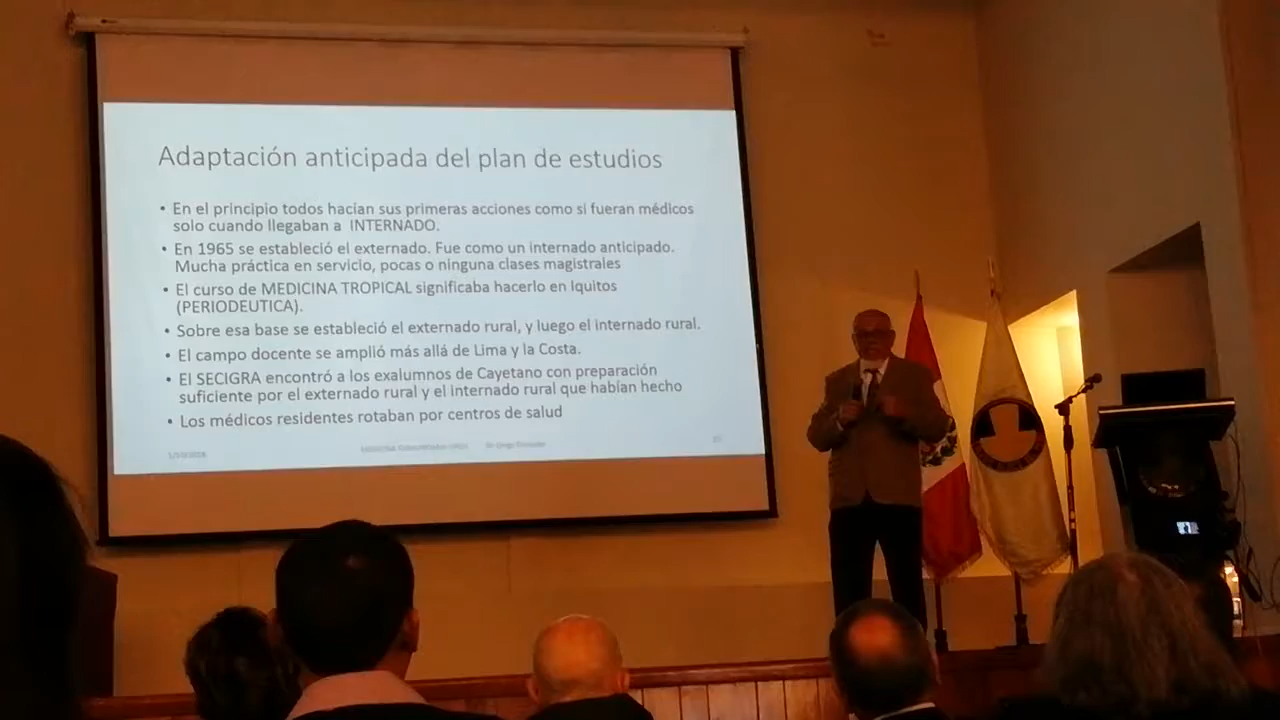 Adaptación anticipada del plan de estudios
• En el principio todos hacían sus primeras acciones como si fueran médicos
solo cuando llegaban a INTERNADO.
• En 1965 se estableció el externado. Fue como un internado anticipado.
Mucha práctica en servicio, pocas o ninguna clases magistrales
• El curso de MEDICINA TROPICAL significaba hacerlo en Iquitos
(PERIODEUTICA).
• Sobre esa base se estableció el externado rural, y luego el internado rural.
• El campo docente se amplió más allá de Lima y la Costa.
• El SECIGRA encontró a los exalumnos de Cayetano con preparación
suficiente por el externado rural y el internado rural que habían hecho
• Los médicos residentes rotaban por centros de salud